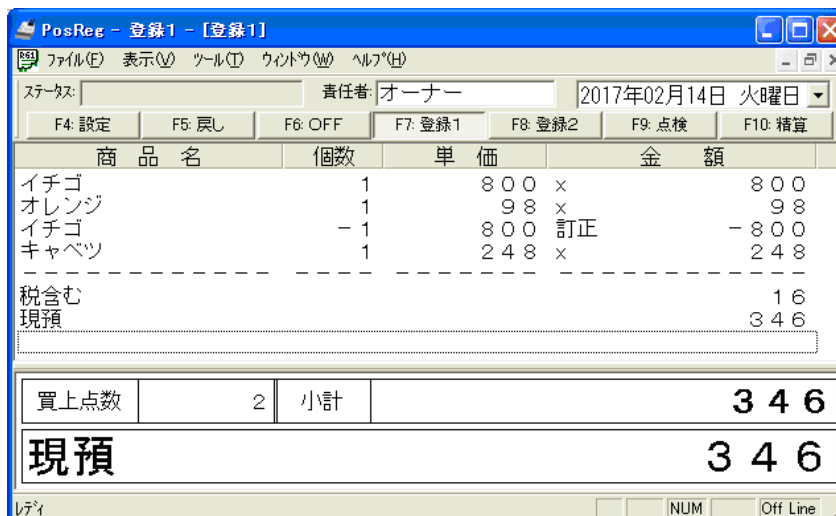 PosReg - 登録1 - [登録1]
ファイル(F) 表示(V) ツール(T) ウィンドウ(W) ヘルプ(H)
ステータス: 責任者: オーナー 2017年02月14日 火曜日
F4: 設定 F5: 戻し F6: OFF F7: 登録1 F8: 登録2 F9: 点検 F10: 精算
商品名 個数 単価 金額
イチゴ 1 800 x 800
オレンジ 1 98 x 98
イチゴ -1 800 訂正 -800
キャベツ 1 248 x 248
税含む 16
現預 346
買上点数 2 小計 346
現預 346
レディ NUM Off Line